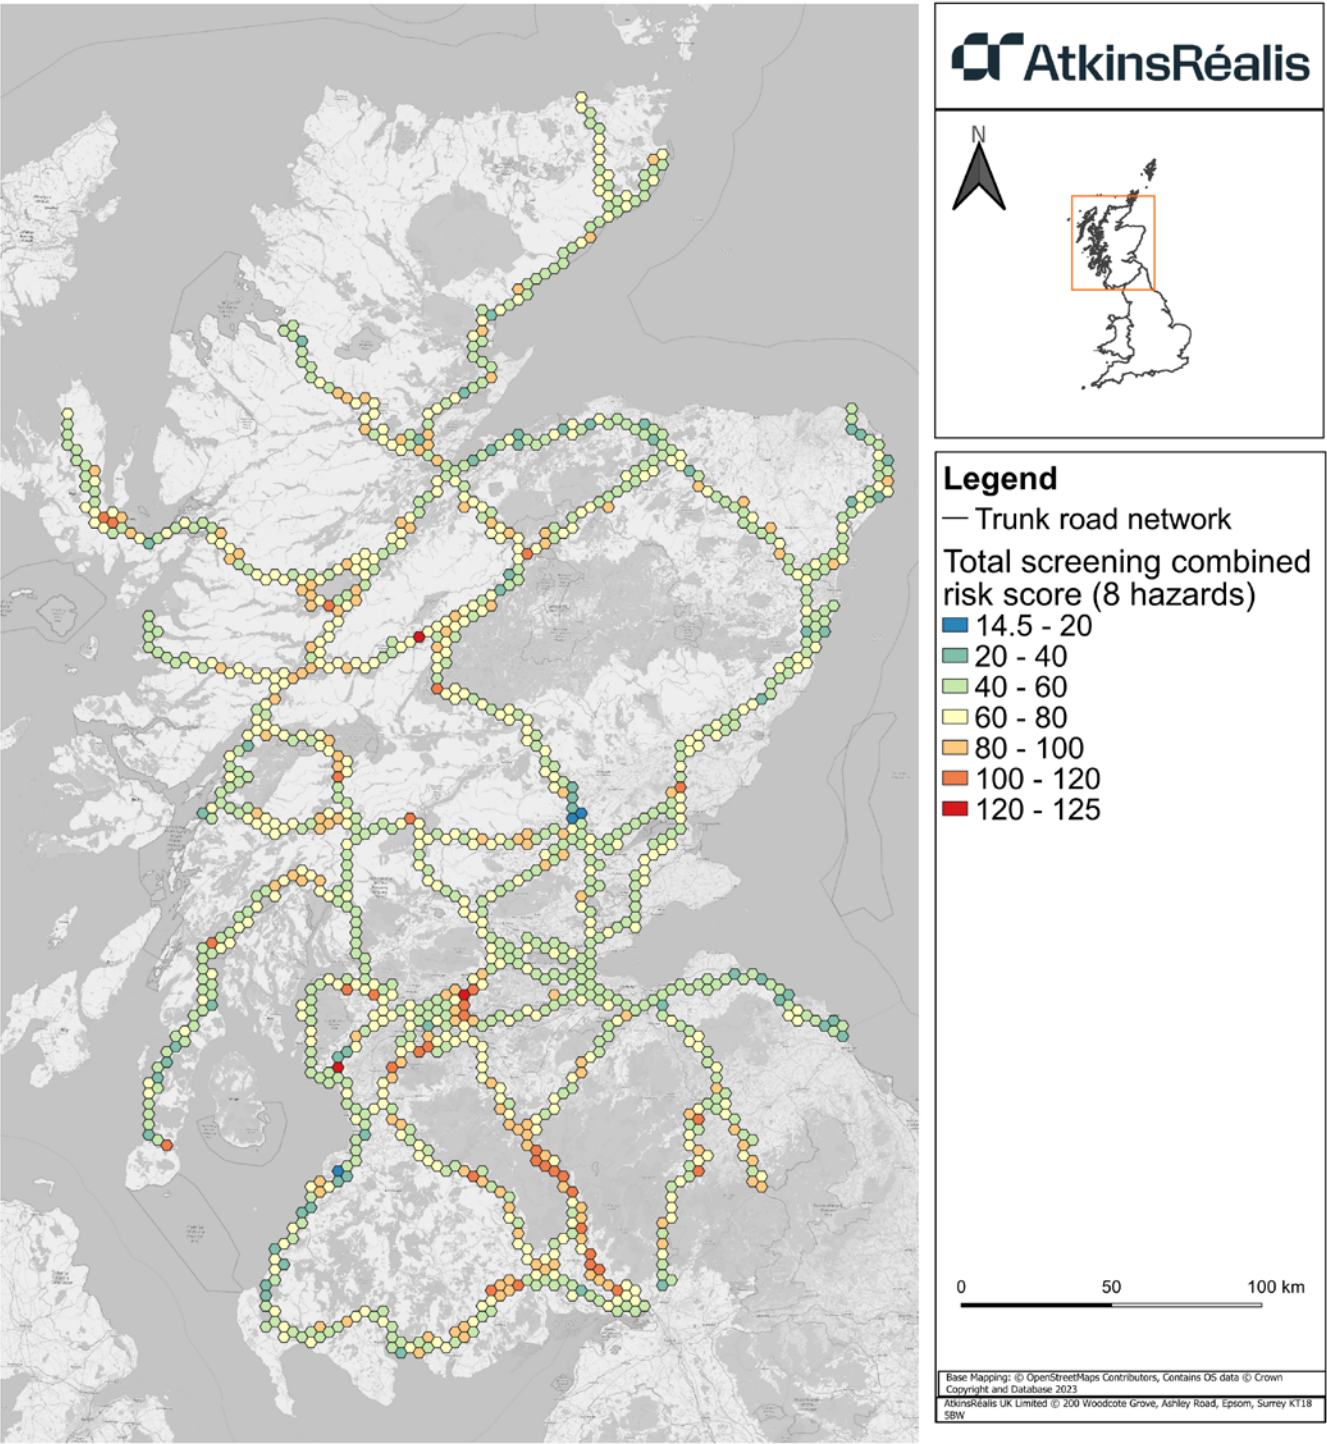 AtkinsRéalis
N
Legend
Trunk road network
Total screening combined
risk score (8 hazards)
14.5 - 20
20 - 40
40 - 60
60 - 80
80 - 100
100 - 120
120 - 125
0 50 100 km
Base Mapping: © OpenStreetMaps Contributors, Contains OS data © Crown
Copyright and Database 2023
AtkinsRéalis UK Limited © 200 Woodcote Grove, Ashley Road, Epsom, Surrey KT18
5BW